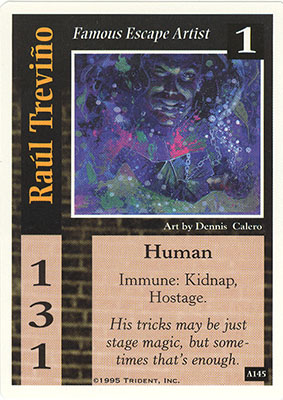 Famous Escape Artist
1
Raúl Treviño
Art by Dennis Calero
1
3
1
Human
Immune: Kidnap,
Hostage.
His tricks may be just
stage magic, but some-
times that's enough.
©1995 TRIDENT, INC.
A145